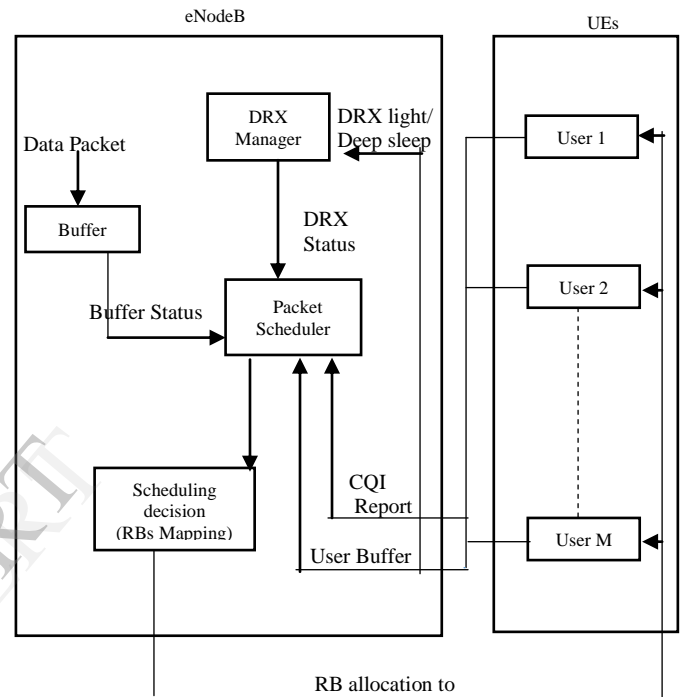 eNodeB
UEs
DRX
Manager
DRX light/
Deep sleep
User 1
Data Packet
Buffer
DRX
Status
User 2
Buffer Status
Packet
Scheduler
Scheduling
decision
(RBs Mapping)
CQI
Report
User M
User Buffer
RB allocation to
RT